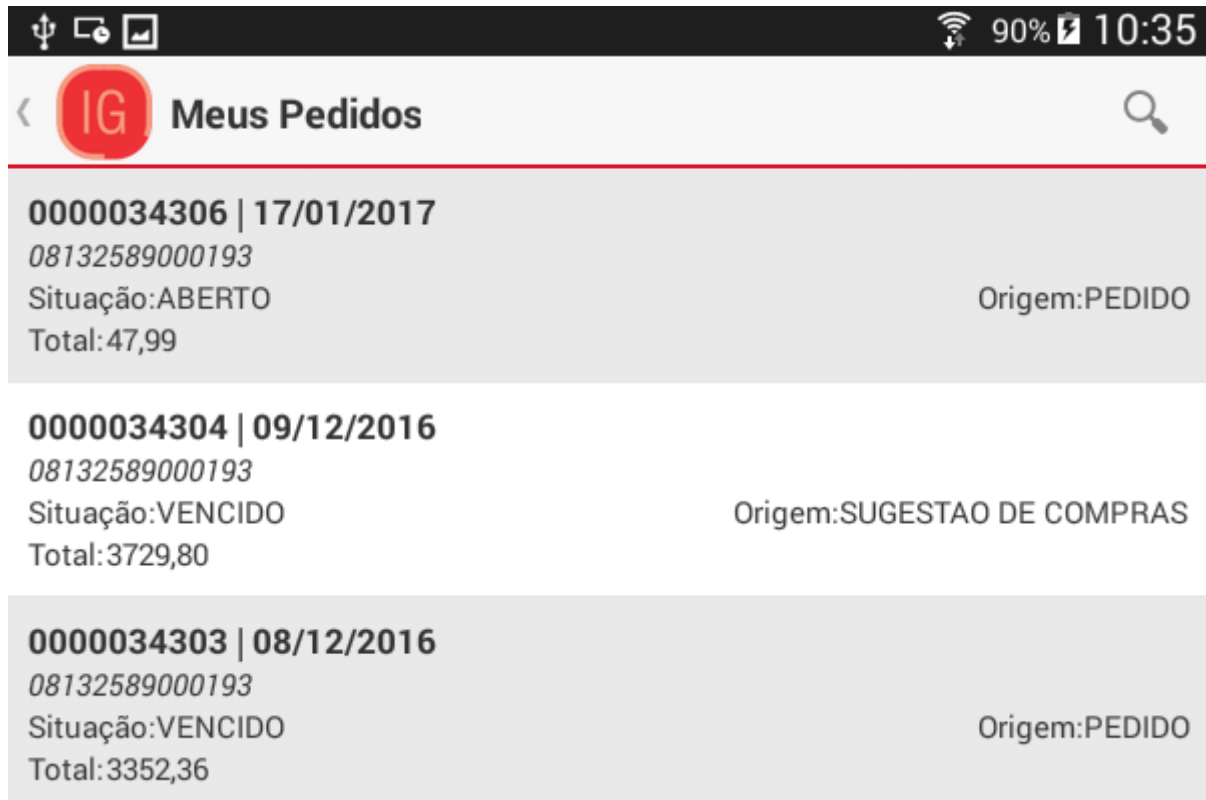 90% 10:35
IG Meus Pedidos
0000034306 | 17/01/2017
08132589000193
Situação:ABERTO Origem:PEDIDO
Total:47,99
0000034304 | 09/12/2016
08132589000193
Situação:VENCIDO Origem:SUGESTAO DE COMPRAS
Total:3729,80
0000034303 | 08/12/2016
08132589000193
Situação:VENCIDO Origem:PEDIDO
Total:3352,36